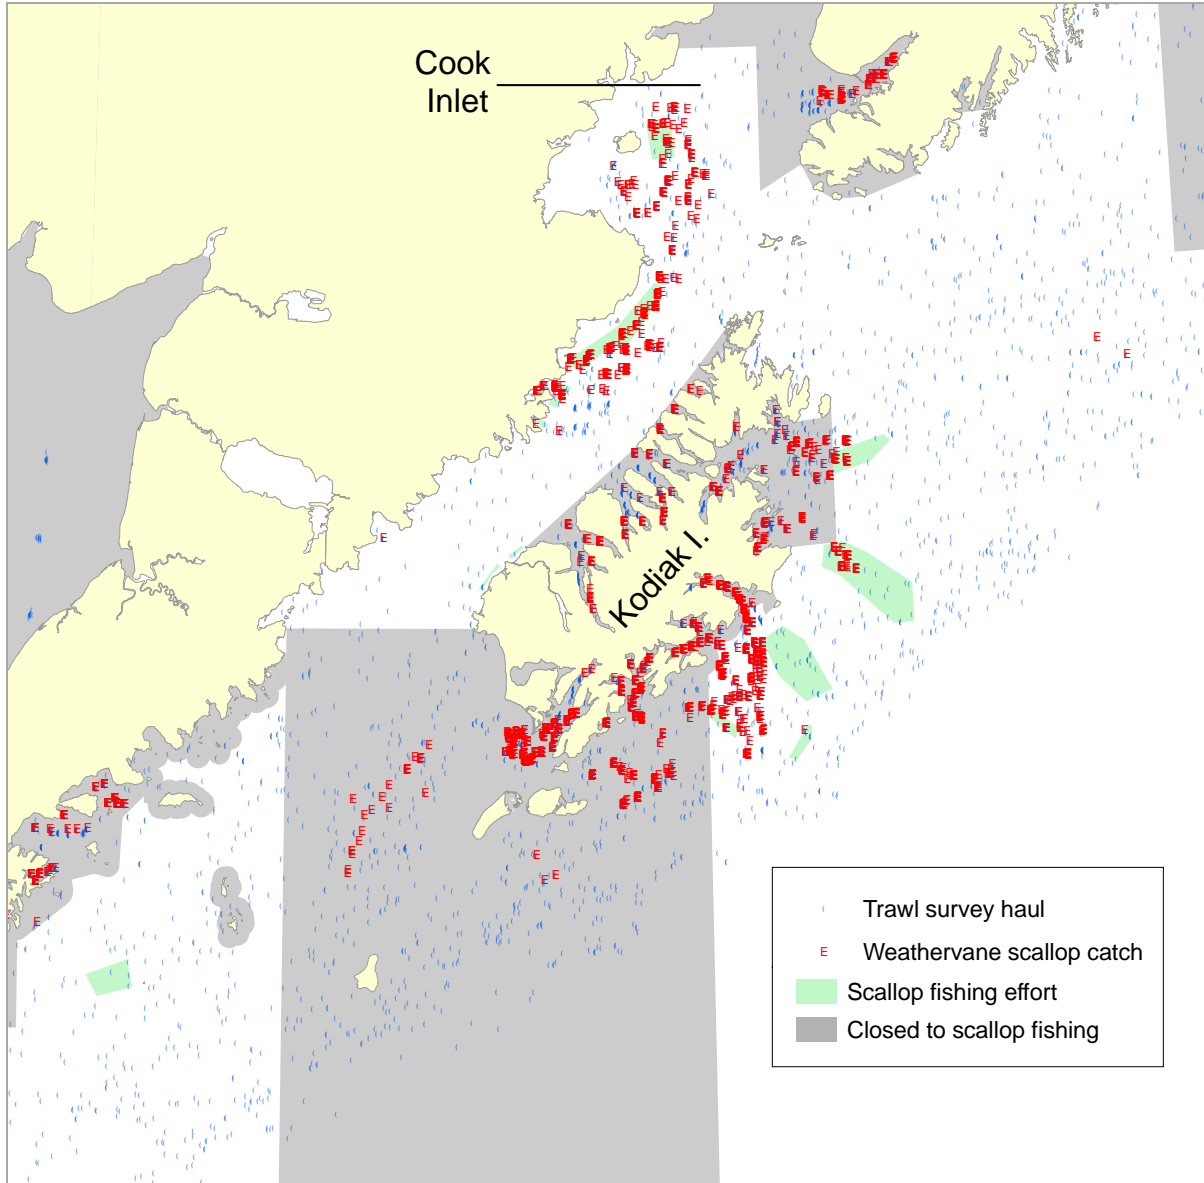 Cook
Inlet
Kodiak I.
Trawl survey haul
E Weathervane scallop catch
Scallop fishing effort
Closed to scallop fishing